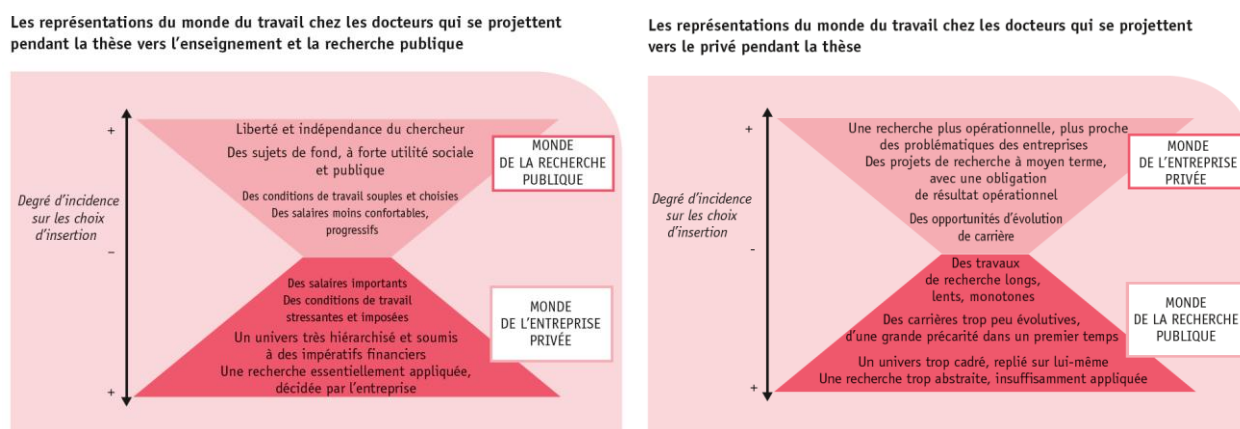 Les représentations du monde du travail chez les docteurs qui se projettent
pendant la thèse vers l'enseignement et la recherche publique
+
Liberté et indépendance du chercheur
Des sujets de fond, à forte utilité sociale
et publique
Des conditions de travail souples et choisies
Des salaires moins confortables,
progressifs
MONDE
DE LA RECHERCHE
PUBLIQUE
Degré d'incidence
sur les choix
d'insertion
–
Des salaires importants
Des conditions de travail
stressantes et imposées
Un univers très hiérarchisé et soumis
à des impératifs financiers
Une recherche essentiellement appliquée,
décidée par l'entreprise
MONDE
DE L'ENTREPRISE
PRIVÉE
+
Les représentations du monde du travail chez les docteurs qui se projettent
vers le privé pendant la thèse
+
Une recherche plus opérationnelle, plus proche
des problématiques des entreprises
Des projets de recherche à moyen terme,
avec une obligation
de résultat opérationnel
Des opportunités d'évolution
de carrière
MONDE
DE L'ENTREPRISE
PRIVÉE
Degré d'incidence
sur les choix
d'insertion
-
Des travaux
de recherche longs,
lents, monotones
Des carrières trop peu évolutives,
d'une grande précarité dans un premier temps
Un univers trop cadré, replié sur lui-même
Une recherche trop abstraite, insuffisamment appliquée
MONDE
DE LA RECHERCHE
PUBLIQUE
+